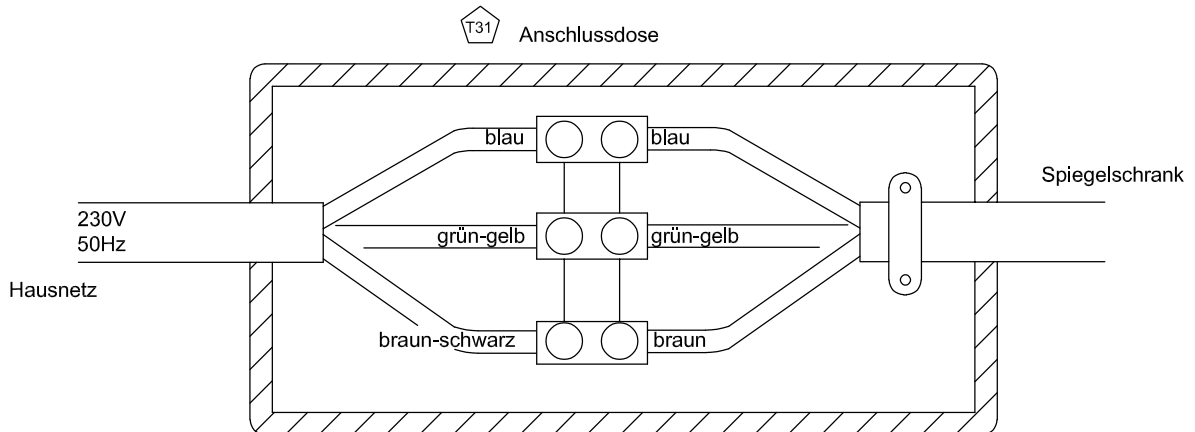 T31
Anschlussdose
blau
blau
Spiegelschrank
230V
50Hz
grün-gelb
grün-gelb
Hausnetz
braun-schwarz
braun